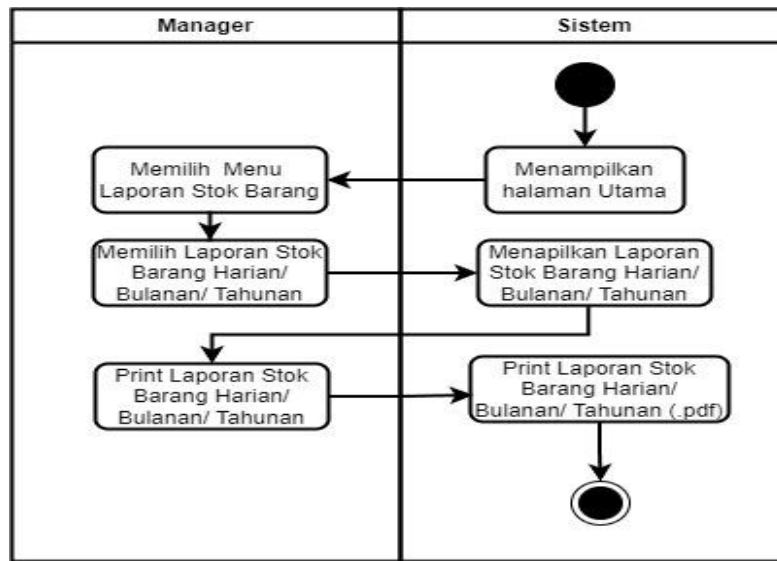 Manager
Sistem
Menampilkan
halaman Utama
Memilih Menu
Laporan Stok Barang
Memilih Laporan Stok
Barang Harian/
Bulanan/ Tahunan
Menapilkan Laporan
Stok Barang Harian/
Bulanan/ Tahunan
Print Laporan Stok
Barang Harian/
Bulanan/ Tahunan
Print Laporan Stok
Barang Harian/
Bulanan/ Tahunan (.pdf)